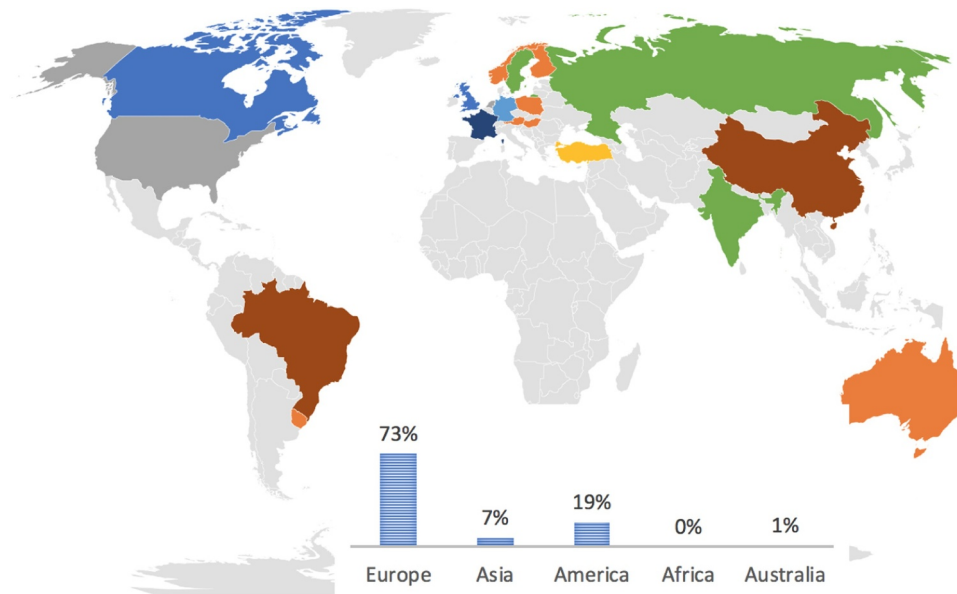 73%
7%
19%
0%
1%
Europe
Asia
America
Africa
Australia